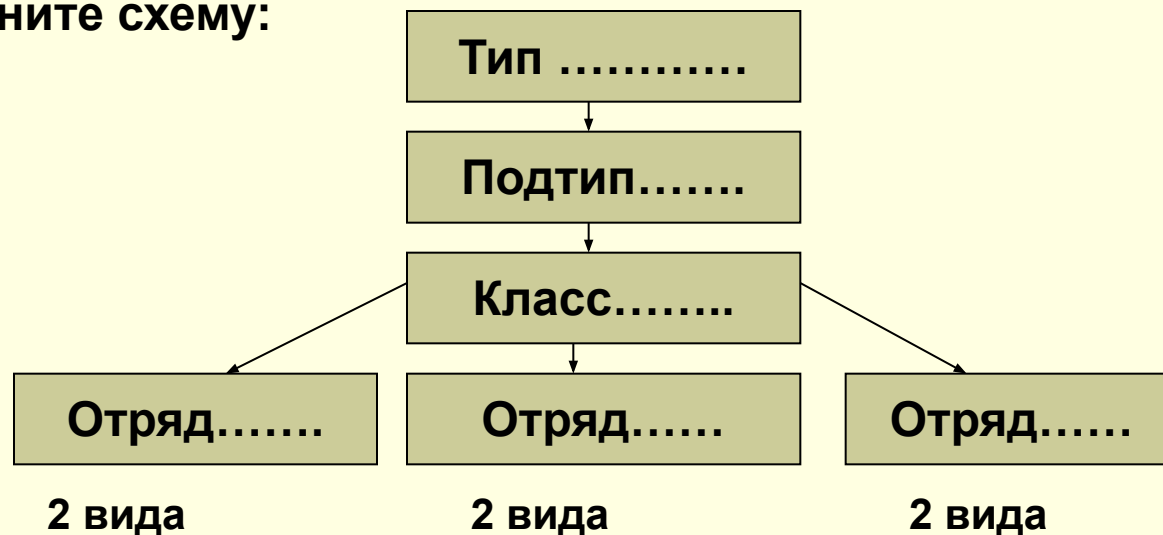 ните схему:
Тип …………
Подтип…….
Класс……..
Отряд……. Отряд…… Отряд……
2 вида 2 вида 2 вида